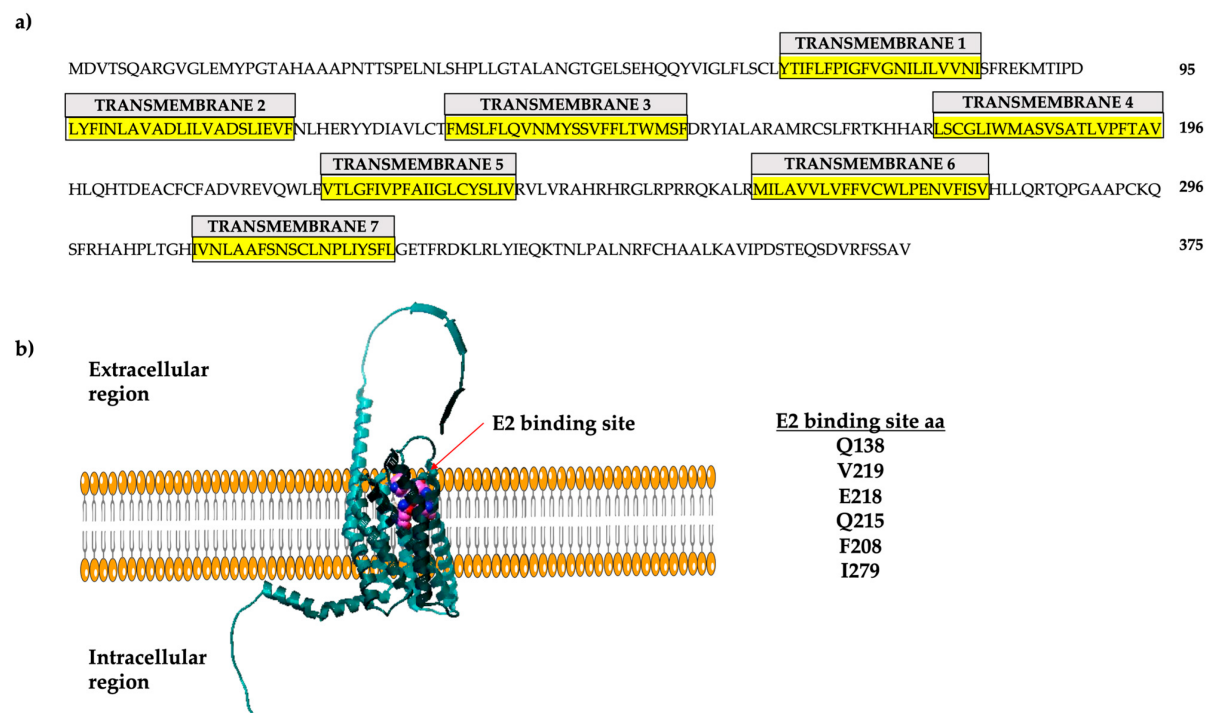 a)
TRANSMEMBRANE 1
MDVTSQARGVGLEMYPGTAHAAAPNTTSPELNLSHPLLGTALANGTGELSEHQQYVIGLFLSCLYTIFLFPIGFVGNILILVVNISFREKMTIPD 95
TRANSMEMBRANE 2 TRANSMEMBRANE 3 TRANSMEMBRANE 4
LYFINLAVADLILVADSLIEVFNLHERYYDIAVLCTFMSLFLQVNMYSSVFFLTWMSFDRYIALARAMRCSLFRTKHHARLSCGLIWMASVSATLVPFTAV 196
TRANSMEMBRANE 5 TRANSMEMBRANE 6
HLQHTDEACFCFADVREVQWLEVTLGFIVPFAIIGLCYSLIVRVLVRAHRHRGLRPRRQKALRMILAVVLVFFVCWLPENVFISVHLLQRTQPGAAPCKQ 296
TRANSMEMBRANE 7
SFRHAHPLTGHIVNLAAFSNSCLNPLIYSFLGETFRDKLRLYIEQKTNLPALNRFCHAALKAVIPDSTEQSDVRFSSAV 375
b)
Extracellular
region
E2 binding site
E2 binding site aa
Q138
V219
E218
Q215
F208
I279
Intracellular
region